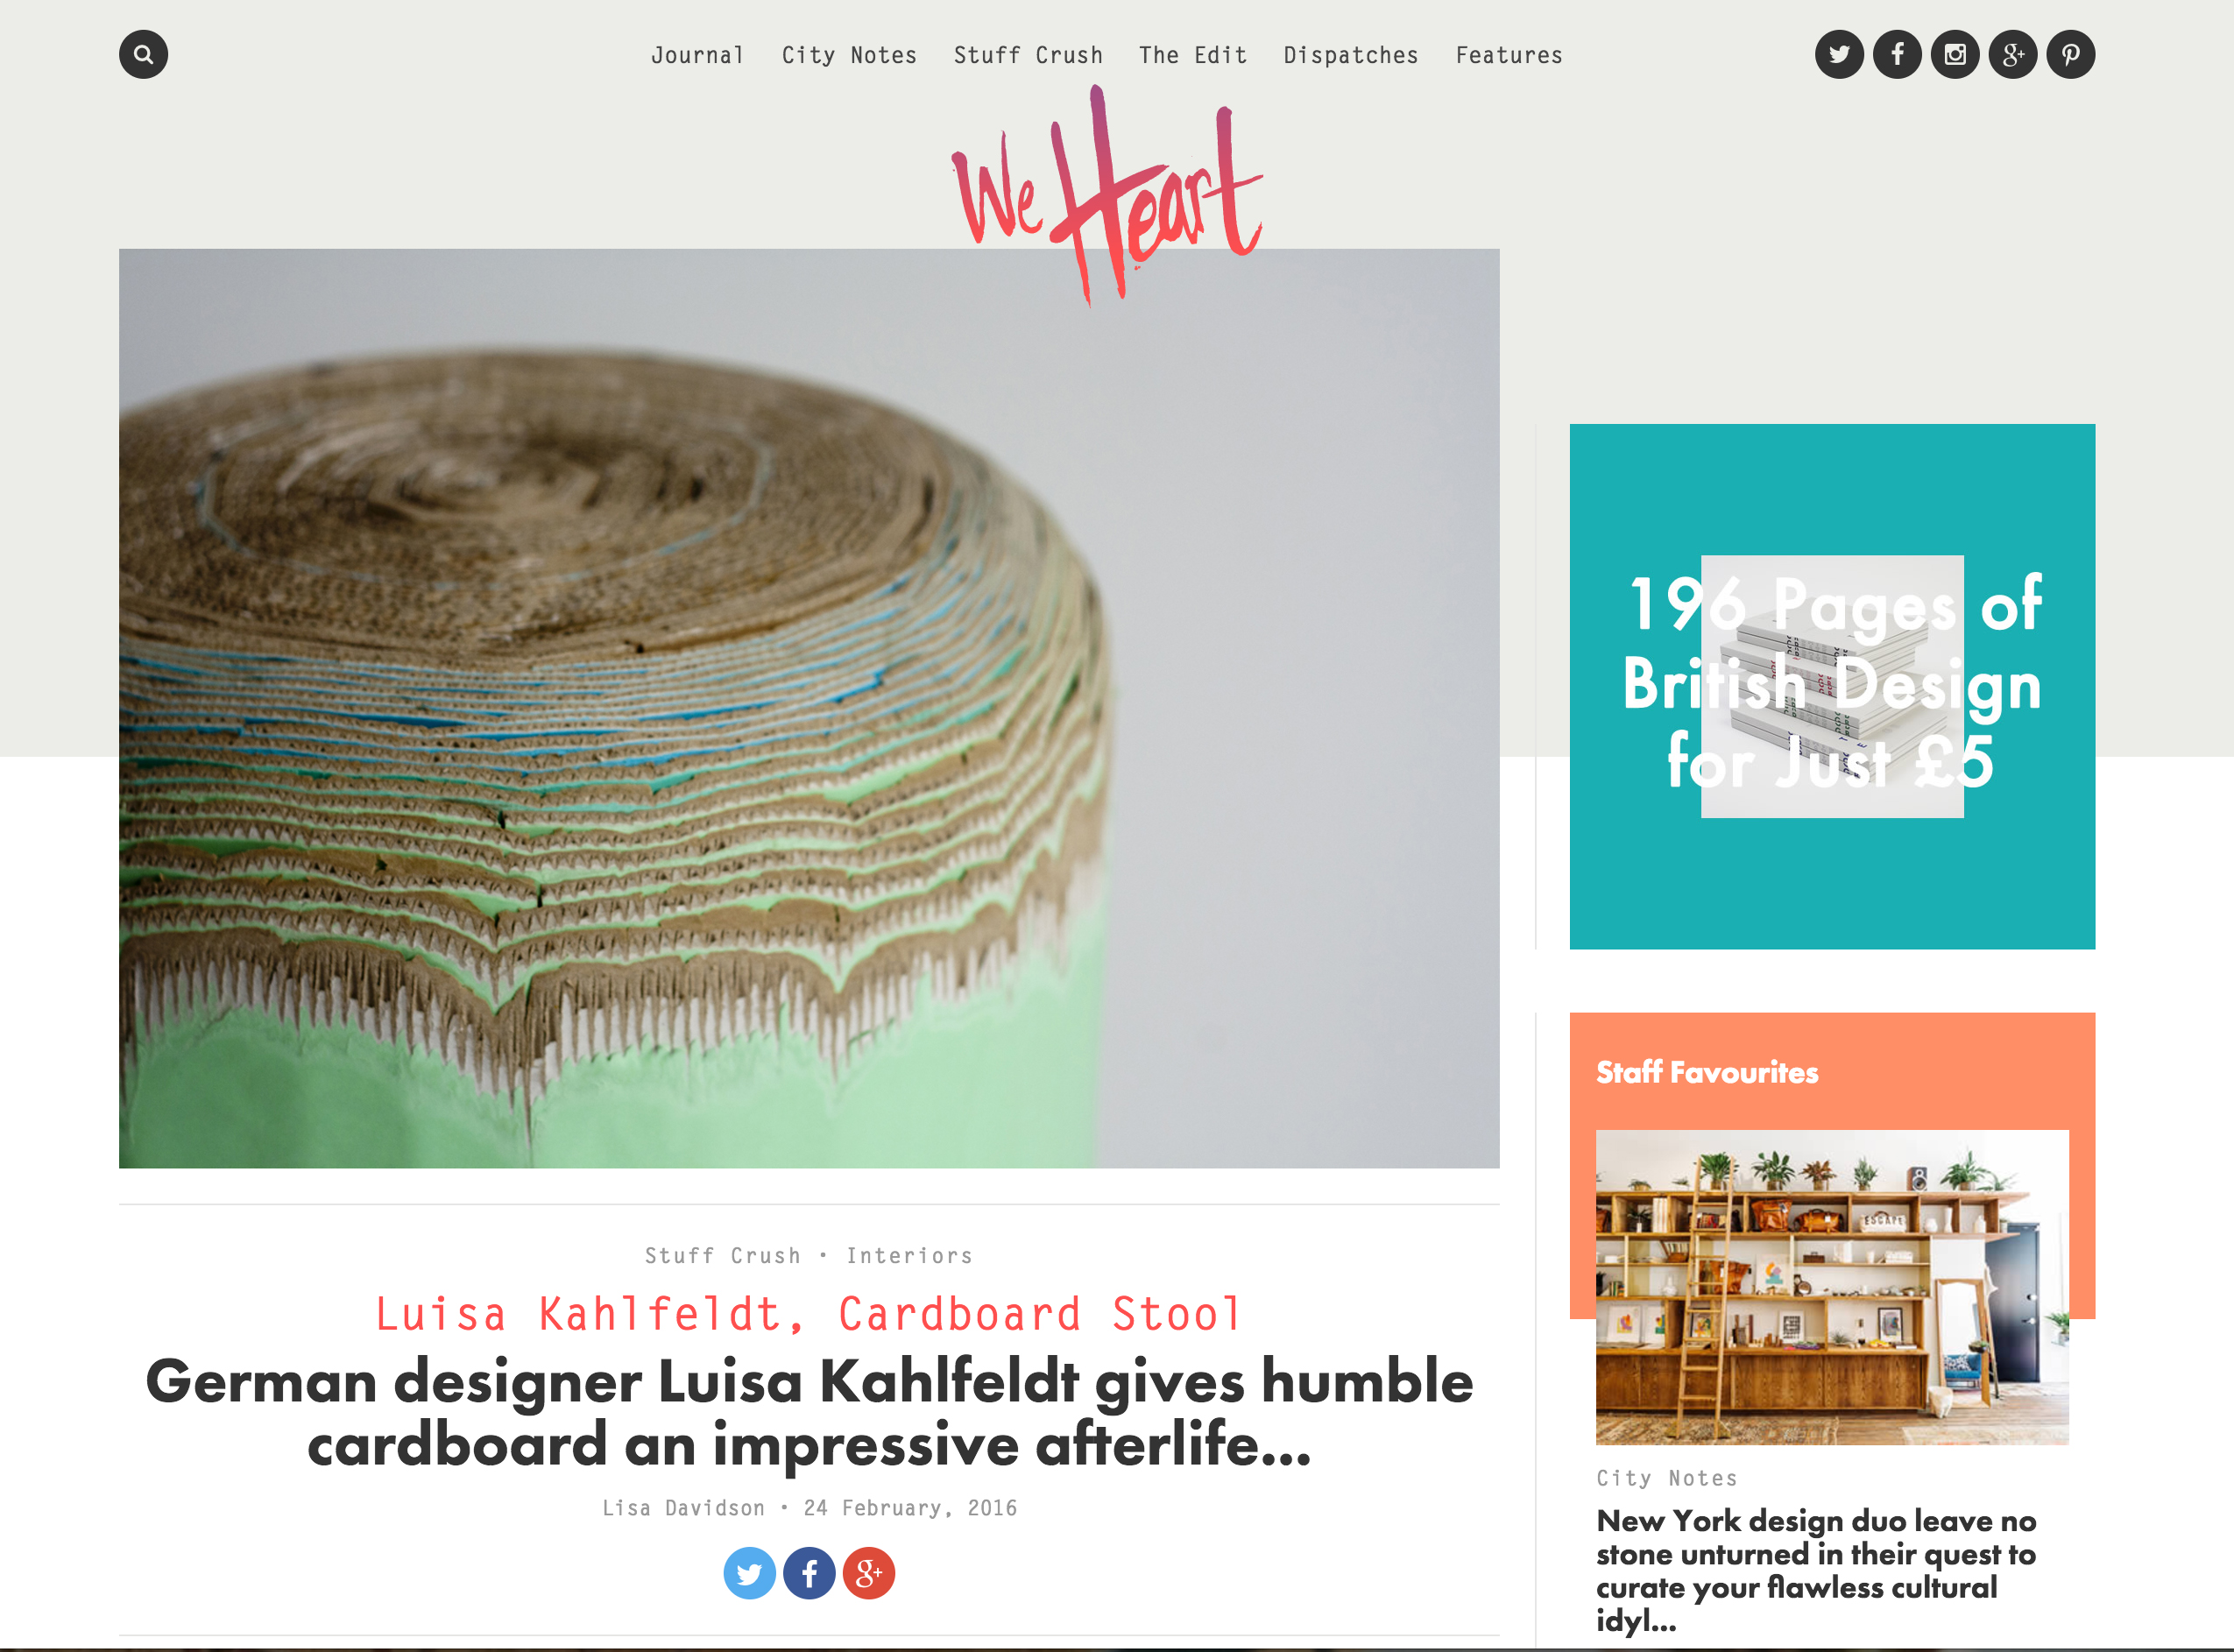 Journal City Notes Stuff Crush The Edit Dispatches Features
We Heart
196 Pages of
British Design
for Just £5
Staff Favourites
ESCAPE
Stuff Crush • Interiors
Luisa Kahlfeldt, Cardboard Stool
German designer Luisa Kahlfeldt gives humble
cardboard an impressive afterlife...
Lisa Davidson • 24 February, 2016
City Notes
New York design duo leave no
stone unturned in their quest to
curate your flawless cultural
idyl...